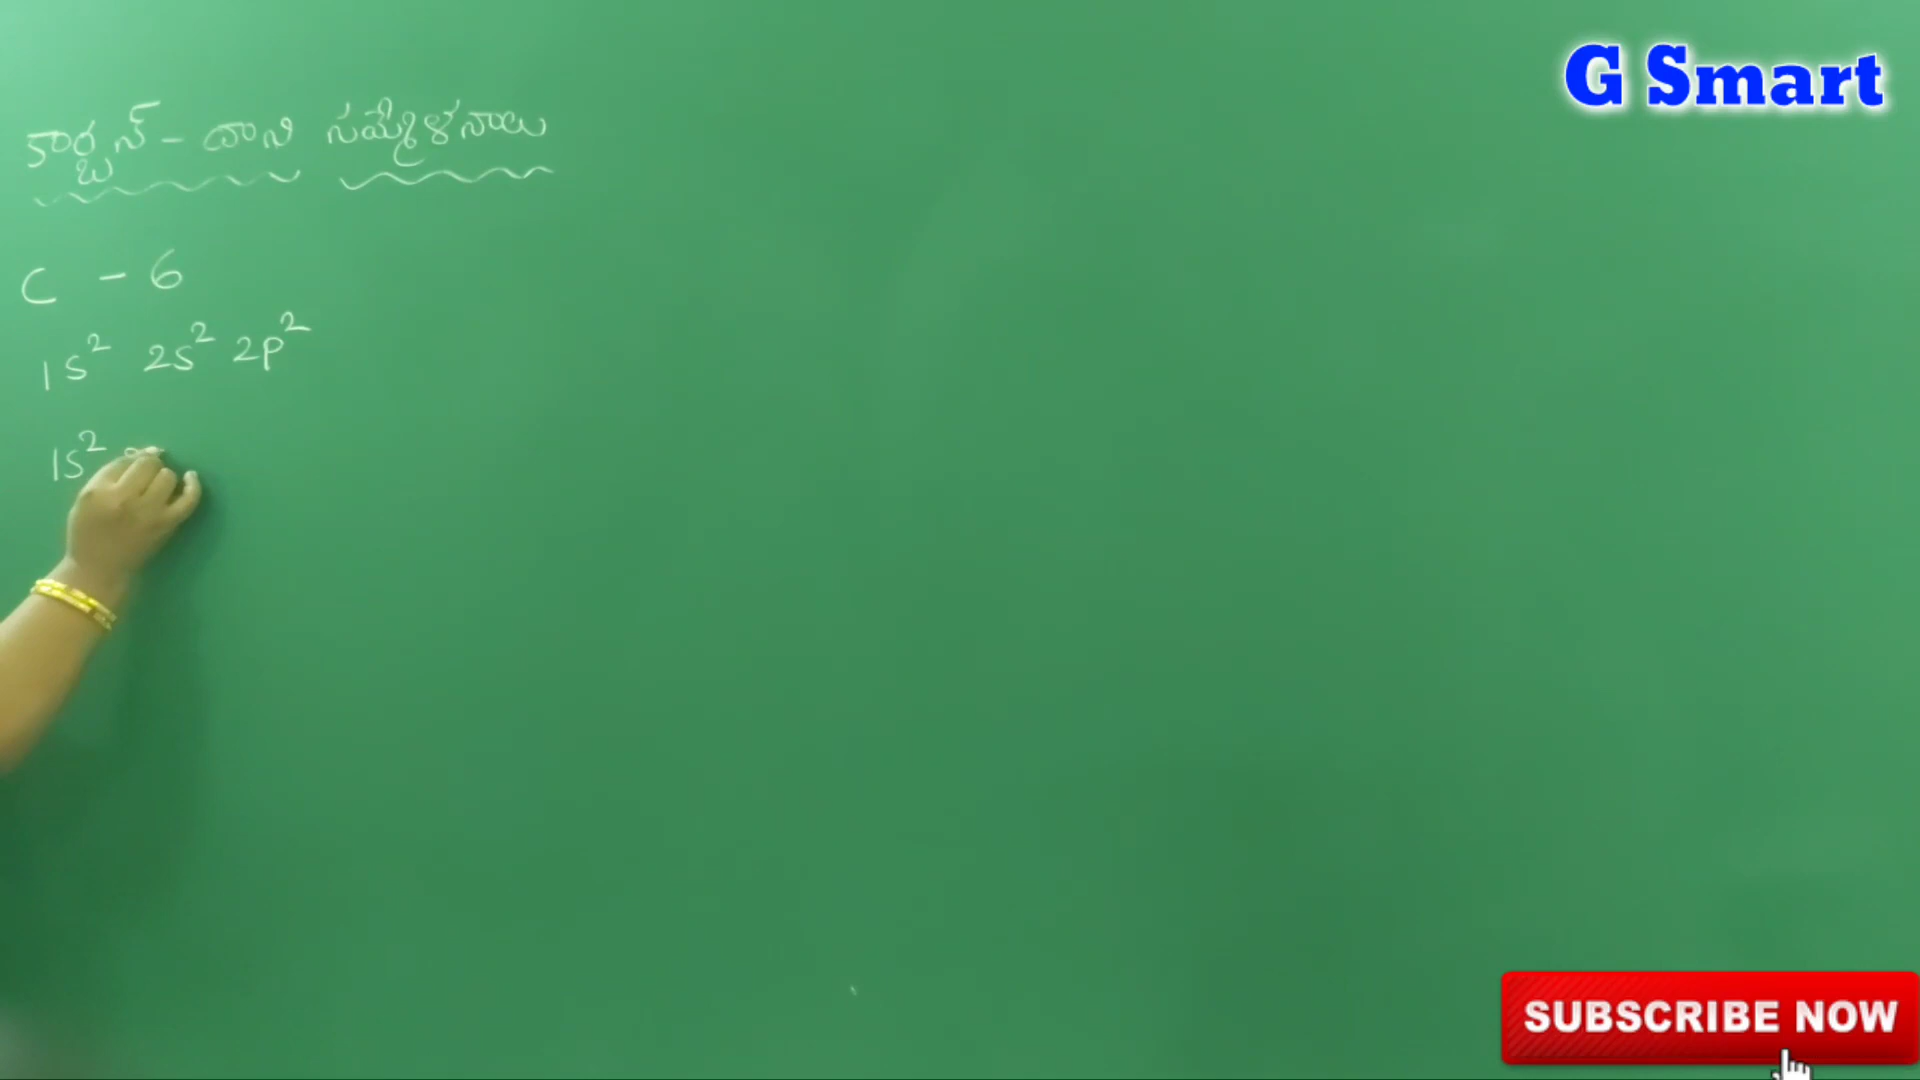 G Smart
కార్బన్ - దాని సమ్మేళనాలు
C - 6
1s² 2s² 2p²
1s²
SUBSCRIBE NOW